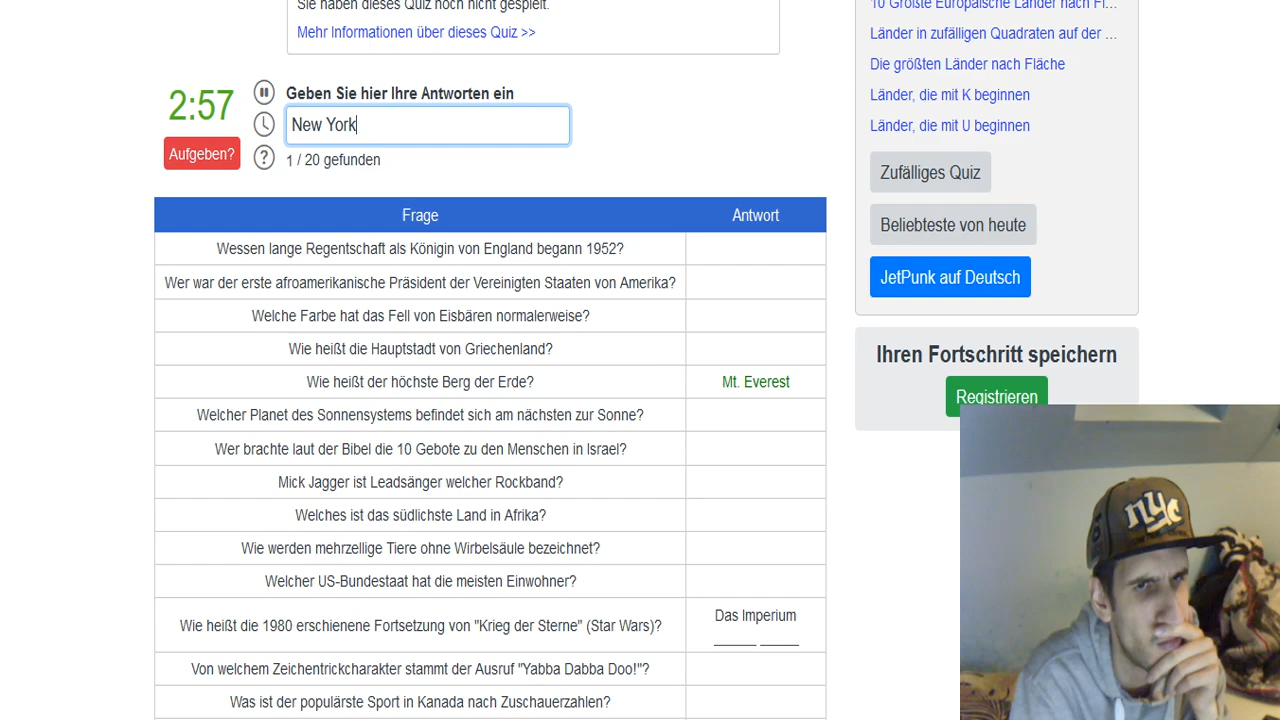 Sie haben dieses Quiz noch nicht gespielt.
Mehr Informationen über dieses Quiz >>
2:57
Geben Sie hier Ihre Antworten ein
New York
Aufgeben?
?
1 / 20 gefunden
Frage Antwort
Wessen lange Regentschaft als Königin von England begann 1952?
Wer war der erste afroamerikanische Präsident der Vereinigten Staaten von Amerika?
Welche Farbe hat das Fell von Eisbären normalerweise?
Wie heißt die Hauptstadt von Griechenland?
Wie heißt der höchste Berg der Erde? Mt. Everest
Welcher Planet des Sonnensystems befindet sich am nächsten zur Sonne?
Wer brachte laut der Bibel die 10 Gebote zu den Menschen in Israel?
Mick Jagger ist Leadsänger welcher Rockband?
Welches ist das südlichste Land in Afrika?
Wie werden mehrzellige Tiere ohne Wirbelsäule bezeichnet?
Welcher US-Bundestaat hat die meisten Einwohner?
Wie heißt die 1980 erschienene Fortsetzung von "Krieg der Sterne" (Star Wars)? Das Imperium
_____ _____
Von welchem Zeichentrickcharakter stammt der Ausruf "Yabba Dabba Doo!"?
Was ist der populärste Sport in Kanada nach Zuschauerzahlen?
10 Größte Europäische Länder nach Fl...
Länder in zufälligen Quadraten auf der ...
Die größten Länder nach Fläche
Länder, die mit K beginnen
Länder, die mit U beginnen
Zufälliges Quiz
Beliebteste von heute
JetPunk auf Deutsch
Ihren Fortschritt speichern
Registrieren
nyc